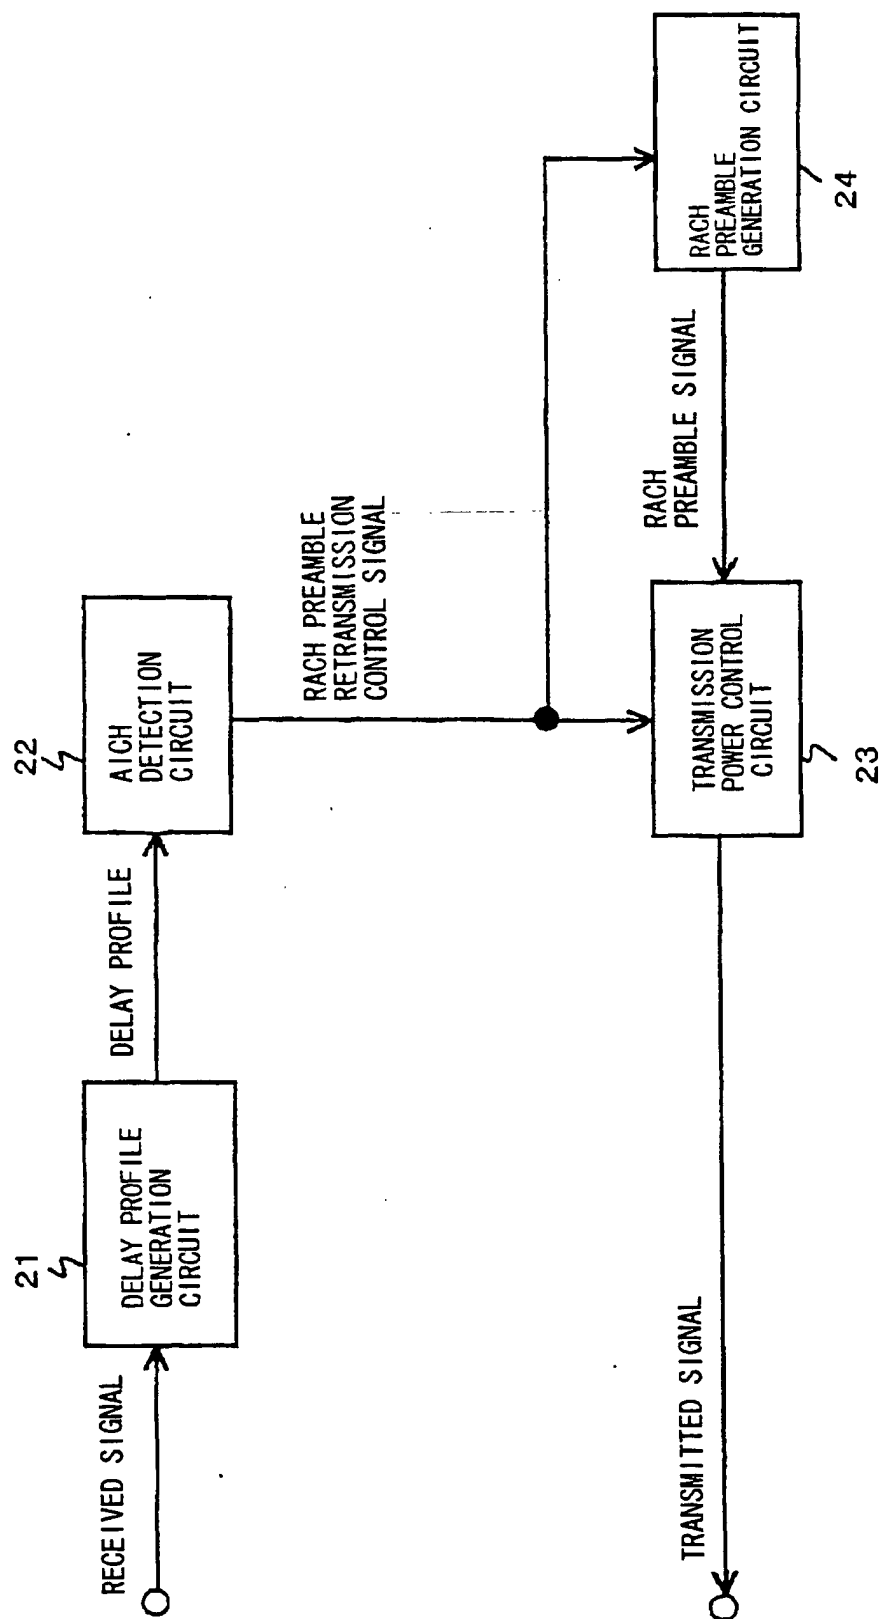 RECEIVED SIGNAL
21
DELAY PROFILE
GENERATION
CIRCUIT
DELAY PROFILE
22
AICH
DETECTION
CIRCUIT
RACH PREAMBLE
RETRANSMISSION
CONTROL SIGNAL
TRANSMITTED SIGNAL
TRANSMISSION
POWER CONTROL
CIRCUIT
23
RACH
PREAMBLE SIGNAL
RACH
PREAMBLE
GENERATION CIRCUIT
24